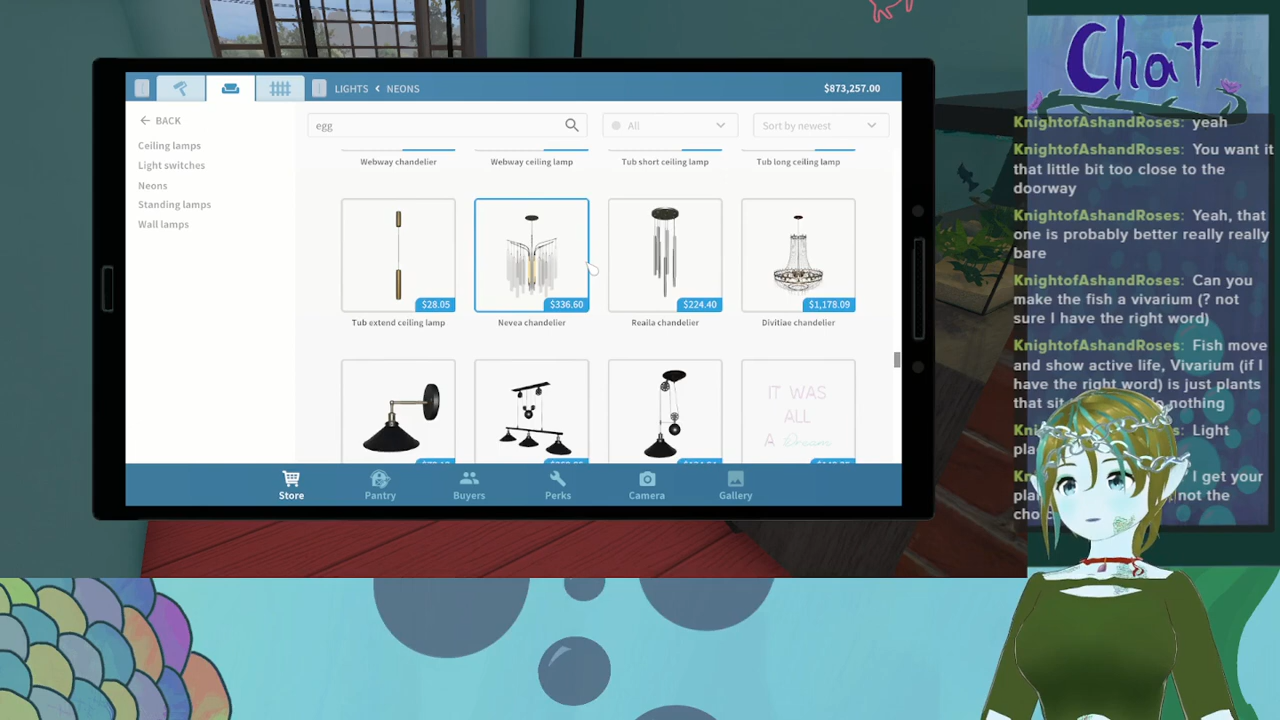 LIGHTS < NEONS
$873,257.00
BACK
egg
All
Sort by newest
Ceiling lamps
Light switches
Neons
Standing lamps
Wall lamps
Webway chandelier
Webway ceiling lamp
Tub short ceiling lamp
Tub long ceiling lamp
$28.05
$336.60
$224.40
$1,178.09
Tub extend ceiling lamp
Nevea chandelier
Reaila chandelier
Divitiae chandelier
IT WAS
ALL
A Dream
Store
Pantry
Buyers
Perks
Camera
Gallery
Chat
KnightofAshandRoses: yeah
KnightofAshandRoses: You want it
that little bit too close to the
doorway
KnightofAshandRoses: Yeah, that
one is probably better really really
bare
KnightofAshandRoses: Can you
make the fish a vivarium (? not
sure I have the right word)
KnightofAshandRoses: Fish move
and show active life, Vivarium (if I
have the right word) is just plants
that nothing
Light
I get your
not the